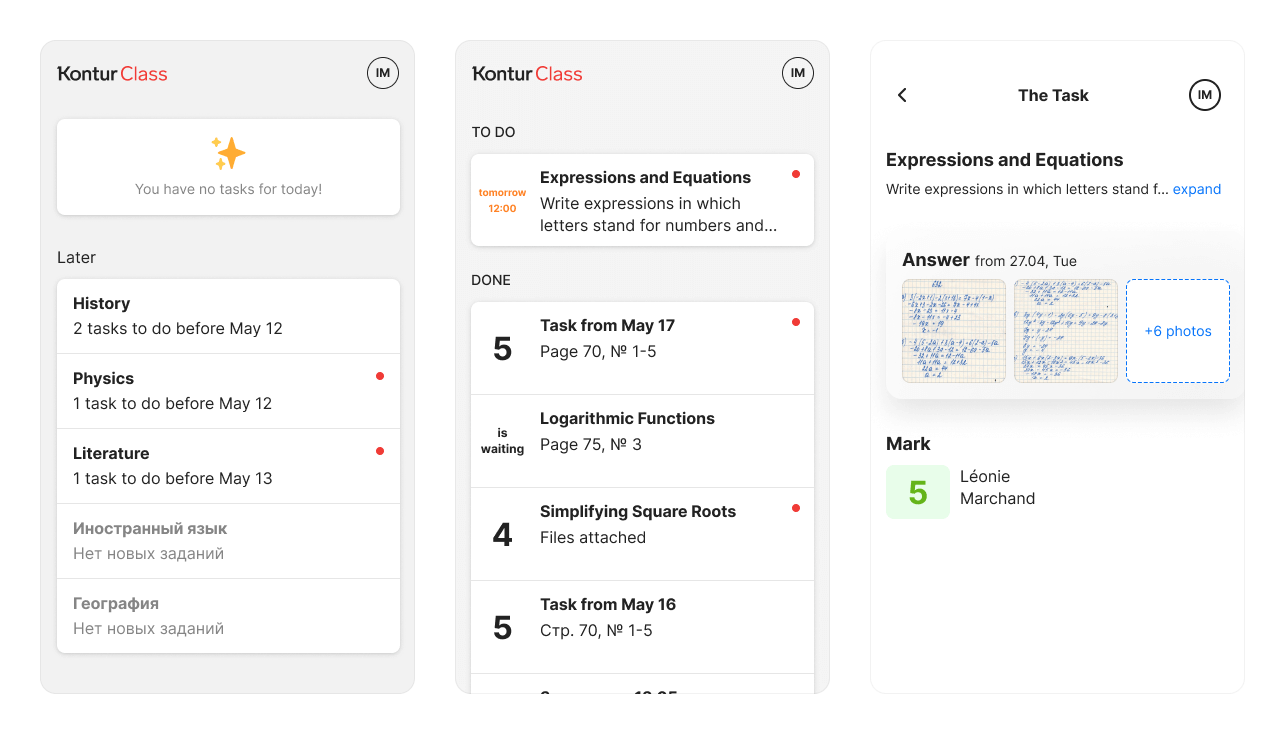 Kontur Class
IM
You have no tasks for today!
Later
History
2 tasks to do before May 12
Physics
1 task to do before May 12
Literature
1 task to do before May 13
Иностранный язык
Нет новых заданий
География
Нет новых заданий
Kontur Class
IM
TO DO
tomorrow
12:00
Expressions and Equations
Write expressions in which
letters stand for numbers and...
DONE
5
Task from May 17
Page 70, № 1-5
is
waiting
Logarithmic Functions
Page 75, № 3
4
Simplifying Square Roots
Files attached
5
Task from May 16
Стр. 70, № 1-5
The Task
IM
Expressions and Equations
Write expressions in which letters stand f... expand
Answer from 27.04, Tue
+6 photos
Mark
5
Léonie
Marchand